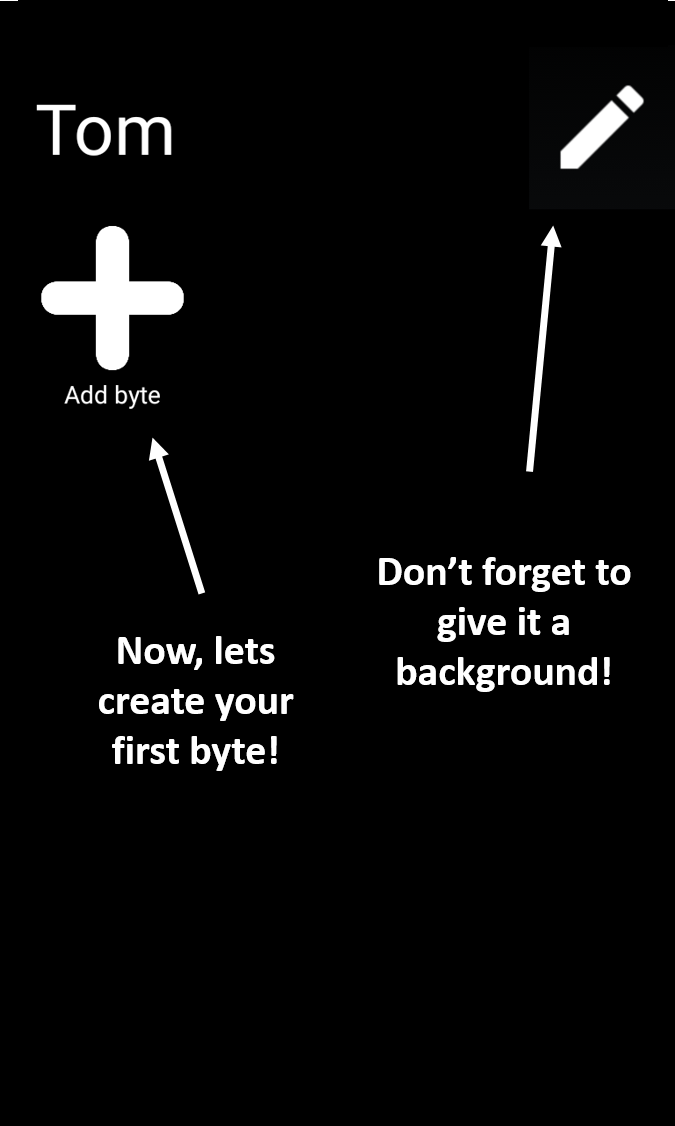 Tom
Add byte
Don’t forget to
give it a
background!
Now, lets
create your
first byte!